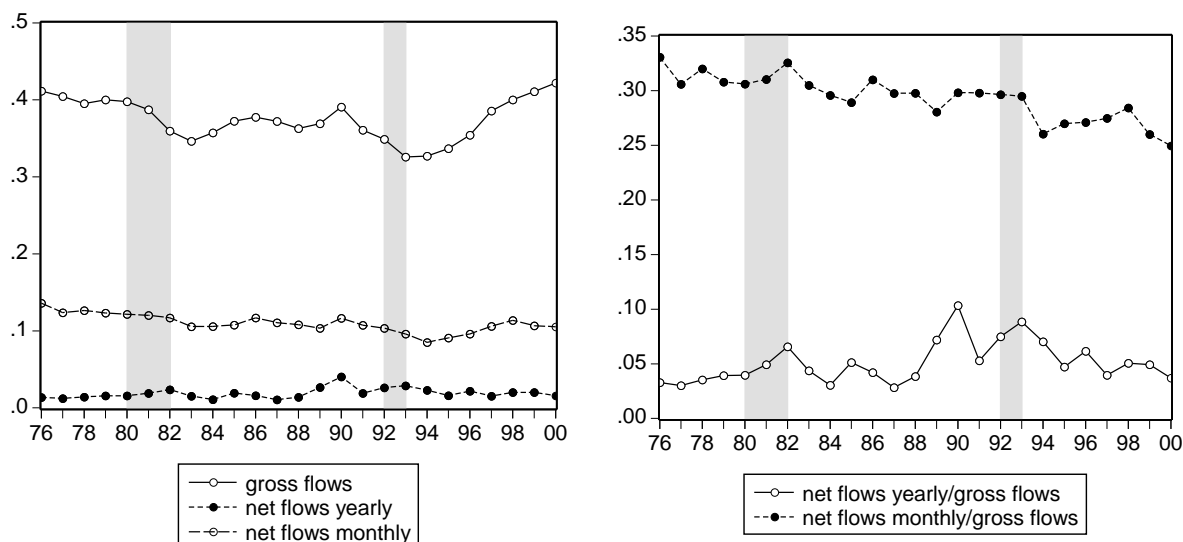 .5
.4
.3
.2
.1
.0
76 78 80 82 84 86 88 90 92 94 96 98 00
gross flows
net flows yearly
net flows monthly
.35
.30
.25
.20
.15
.10
.05
.00
76 78 80 82 84 86 88 90 92 94 96 98 00
net flows yearly/gross flows
net flows monthly/gross flows